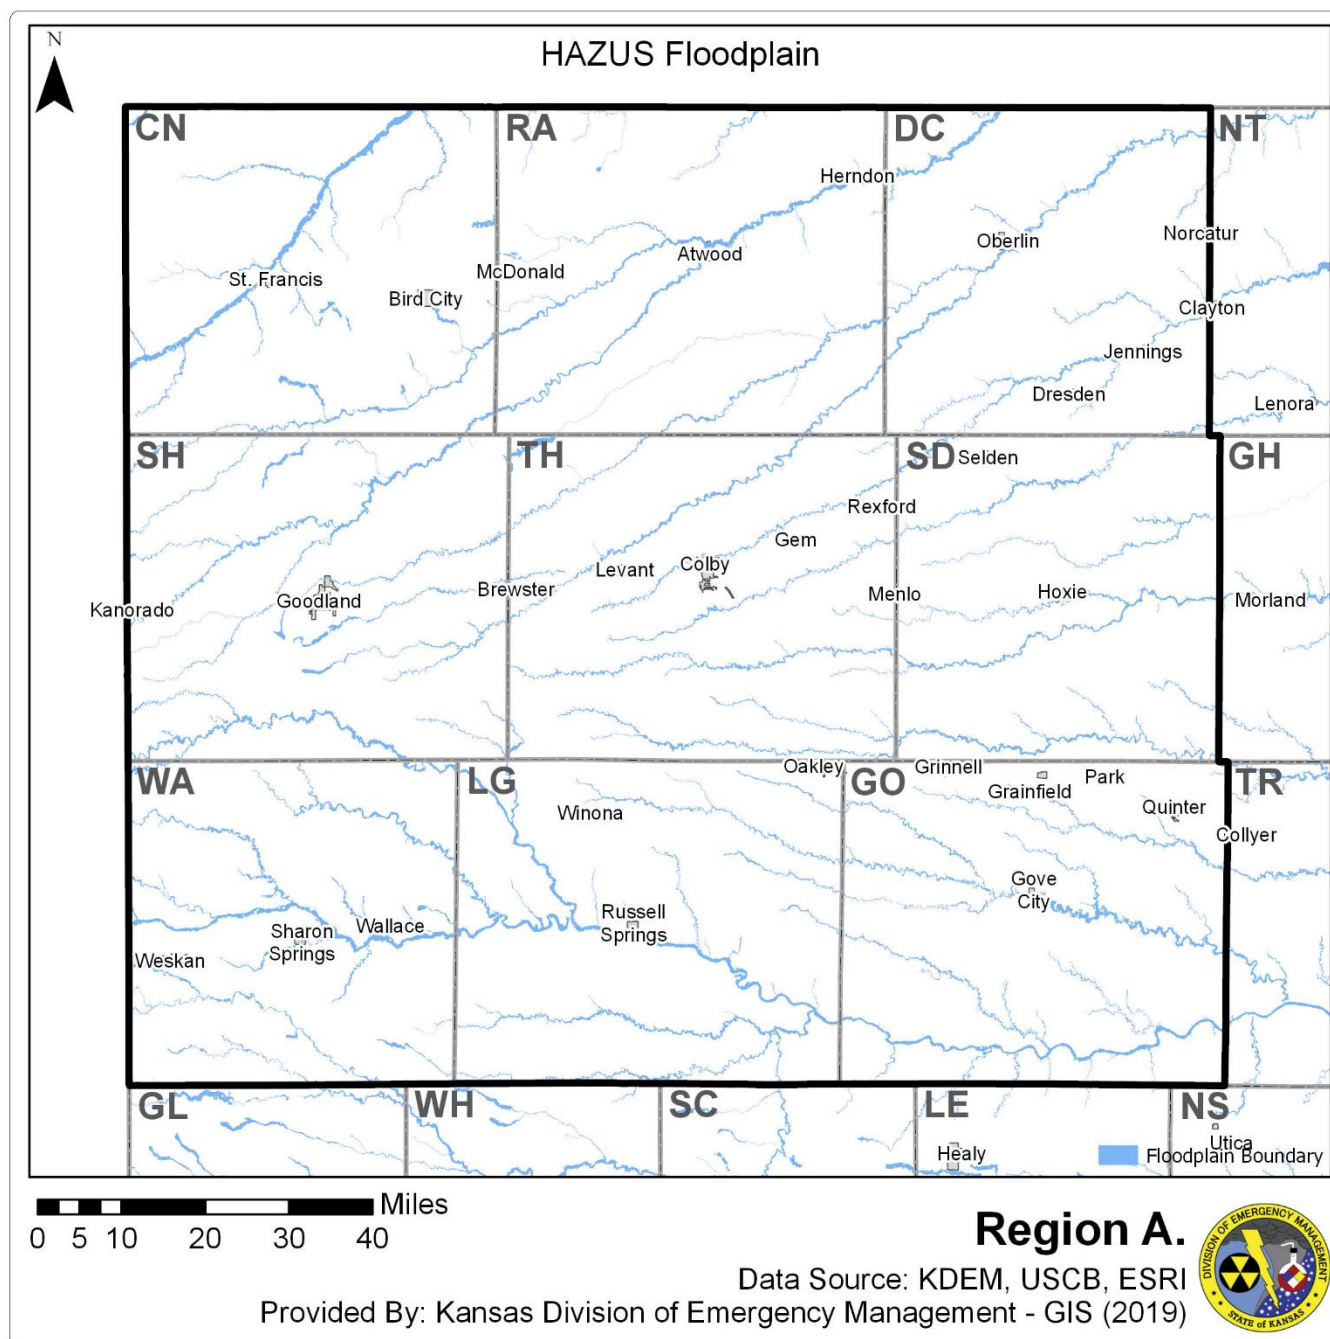 N
HAZUS Floodplain
CN
RA
DC
NT
Herndon
Norcatur
Oberlin
Atwood
McDonald
St. Francis
Bird City
Clayton
Jennings
Dresden
Lenora
SH
TH
SD
Selden
GH
Rexford
Gem
Levant
Colby
Brewster
Menlo
Hoxie
Morland
Goodland
Kanorado
WA
LG
Oakley
GO
Grinnell
Park
TR
Grainfield
Quinter
Winona
Collyer
Gove
City
Russell
Springs
Wallace
Sharon
Springs
Weskan
GL
WH
SC
LE
NS
Utica
Healy
Floodplain Boundary
Miles
0 5 10 20 30 40
Region A.
Data Source: KDEM, USCB, ESRI
Provided By: Kansas Division of Emergency Management - GIS (2019)
DIVISION OF EMERGENCY MANAGEMENT
STATE of KANSAS